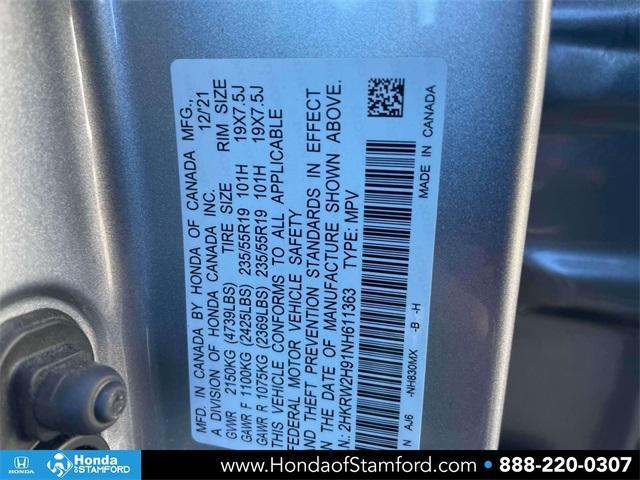 MFD. IN CANADA BY HONDA OF CANADA MFG.,
A DIVISION OF HONDA CANADA INC. 12/21
TIRE SIZE RIM SIZE
GVWR 2150KG (4739LBS)
GAWR F 1100KG (2425LBS) 235/55R19 101H 19X7.5J
GAWR R 1075KG (2369LBS) 235/55R19 101H 19X7.5J
THIS VEHICLE CONFORMS TO ALL APPLICABLE
FEDERAL MOTOR VEHICLE SAFETY
AND THEFT PREVENTION STANDARDS IN EFFECT
ON THE DATE OF MANUFACTURE SHOWN ABOVE.
N: 2HKRW2H91NH611363 TYPE: MPV
N AJ6 -NH830MX -B -H MADE IN CANADA
HONDA
Honda
of STAMFORD
www.HondaofStamford.com • 888-220-0307